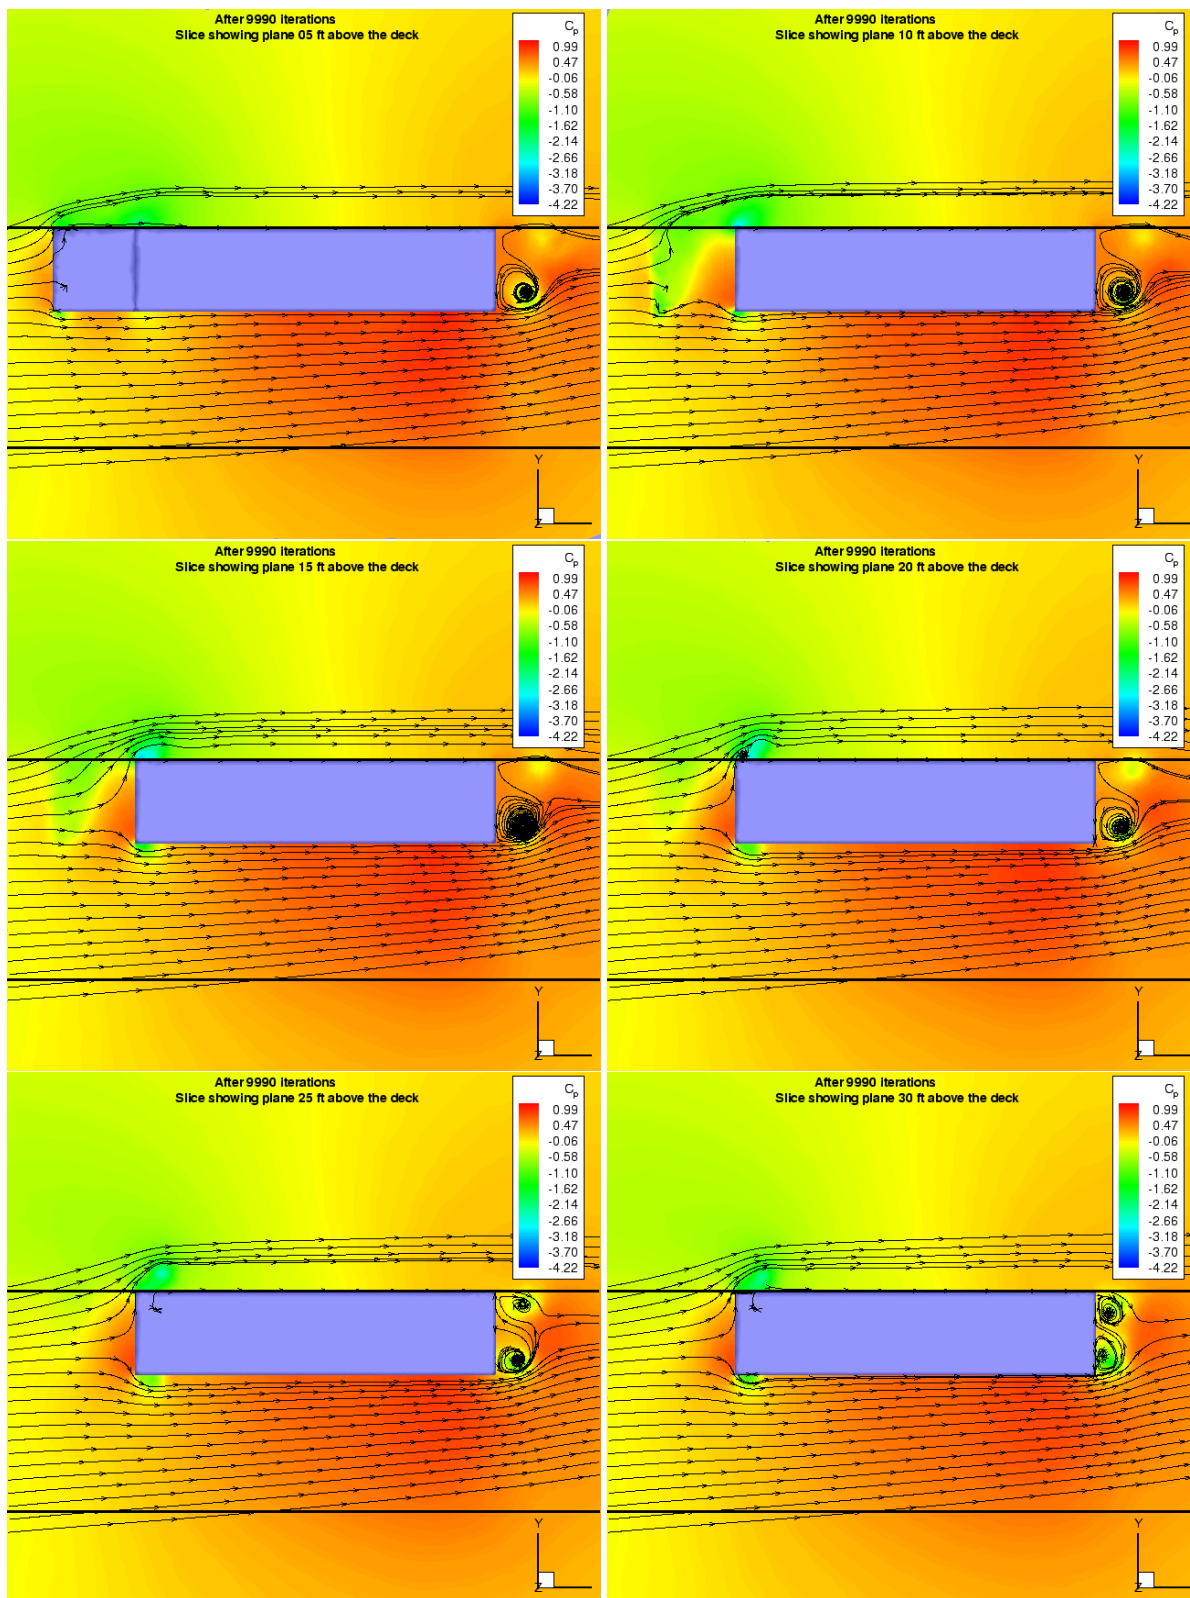 After 9990 iterations
Slice showing plane 05 ft above the deck
Cp
0.99
0.47
-0.06
-0.58
-1.10
-1.62
-2.14
-2.66
-3.18
-3.70
-4.22
Y
Z
After 9990 iterations
Slice showing plane 10 ft above the deck
Cp
0.99
0.47
-0.06
-0.58
-1.10
-1.62
-2.14
-2.66
-3.18
-3.70
-4.22
Y
Z
After 9990 iterations
Slice showing plane 15 ft above the deck
Cp
0.99
0.47
-0.06
-0.58
-1.10
-1.62
-2.14
-2.66
-3.18
-3.70
-4.22
Y
Z
After 9990 iterations
Slice showing plane 20 ft above the deck
Cp
0.99
0.47
-0.06
-0.58
-1.10
-1.62
-2.14
-2.66
-3.18
-3.70
-4.22
Y
Z
After 9990 iterations
Slice showing plane 25 ft above the deck
Cp
0.99
0.47
-0.06
-0.58
-1.10
-1.62
-2.14
-2.66
-3.18
-3.70
-4.22
Y
Z
After 9990 iterations
Slice showing plane 30 ft above the deck
Cp
0.99
0.47
-0.06
-0.58
-1.10
-1.62
-2.14
-2.66
-3.18
-3.70
-4.22
Y
Z